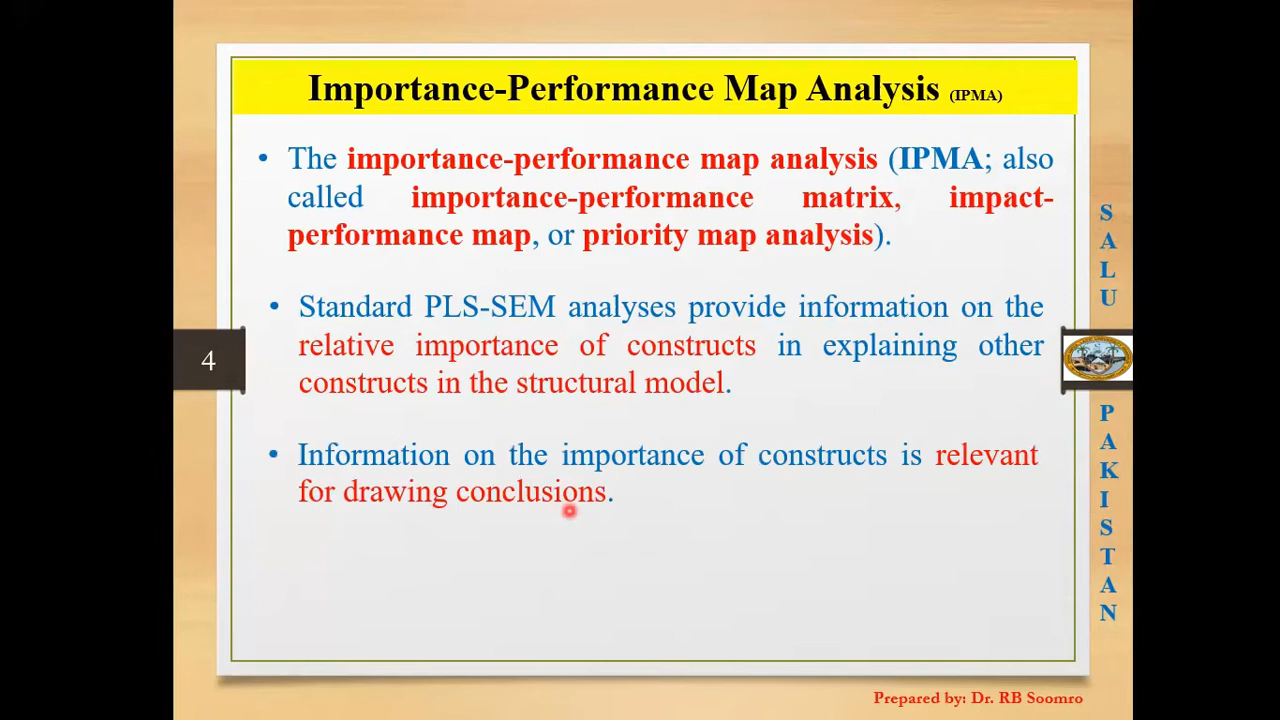 Importance-Performance Map Analysis (IPMA)
• The importance-performance map analysis (IPMA; also
called importance-performance matrix, impact-
performance map, or priority map analysis).
• Standard PLS-SEM analyses provide information on the
relative importance of constructs in explaining other
constructs in the structural model.
• Information on the importance of constructs is relevant
for drawing conclusions.
4
S
A
L
U
P
A
K
I
S
T
A
N
Prepared by: Dr. RB Soomro